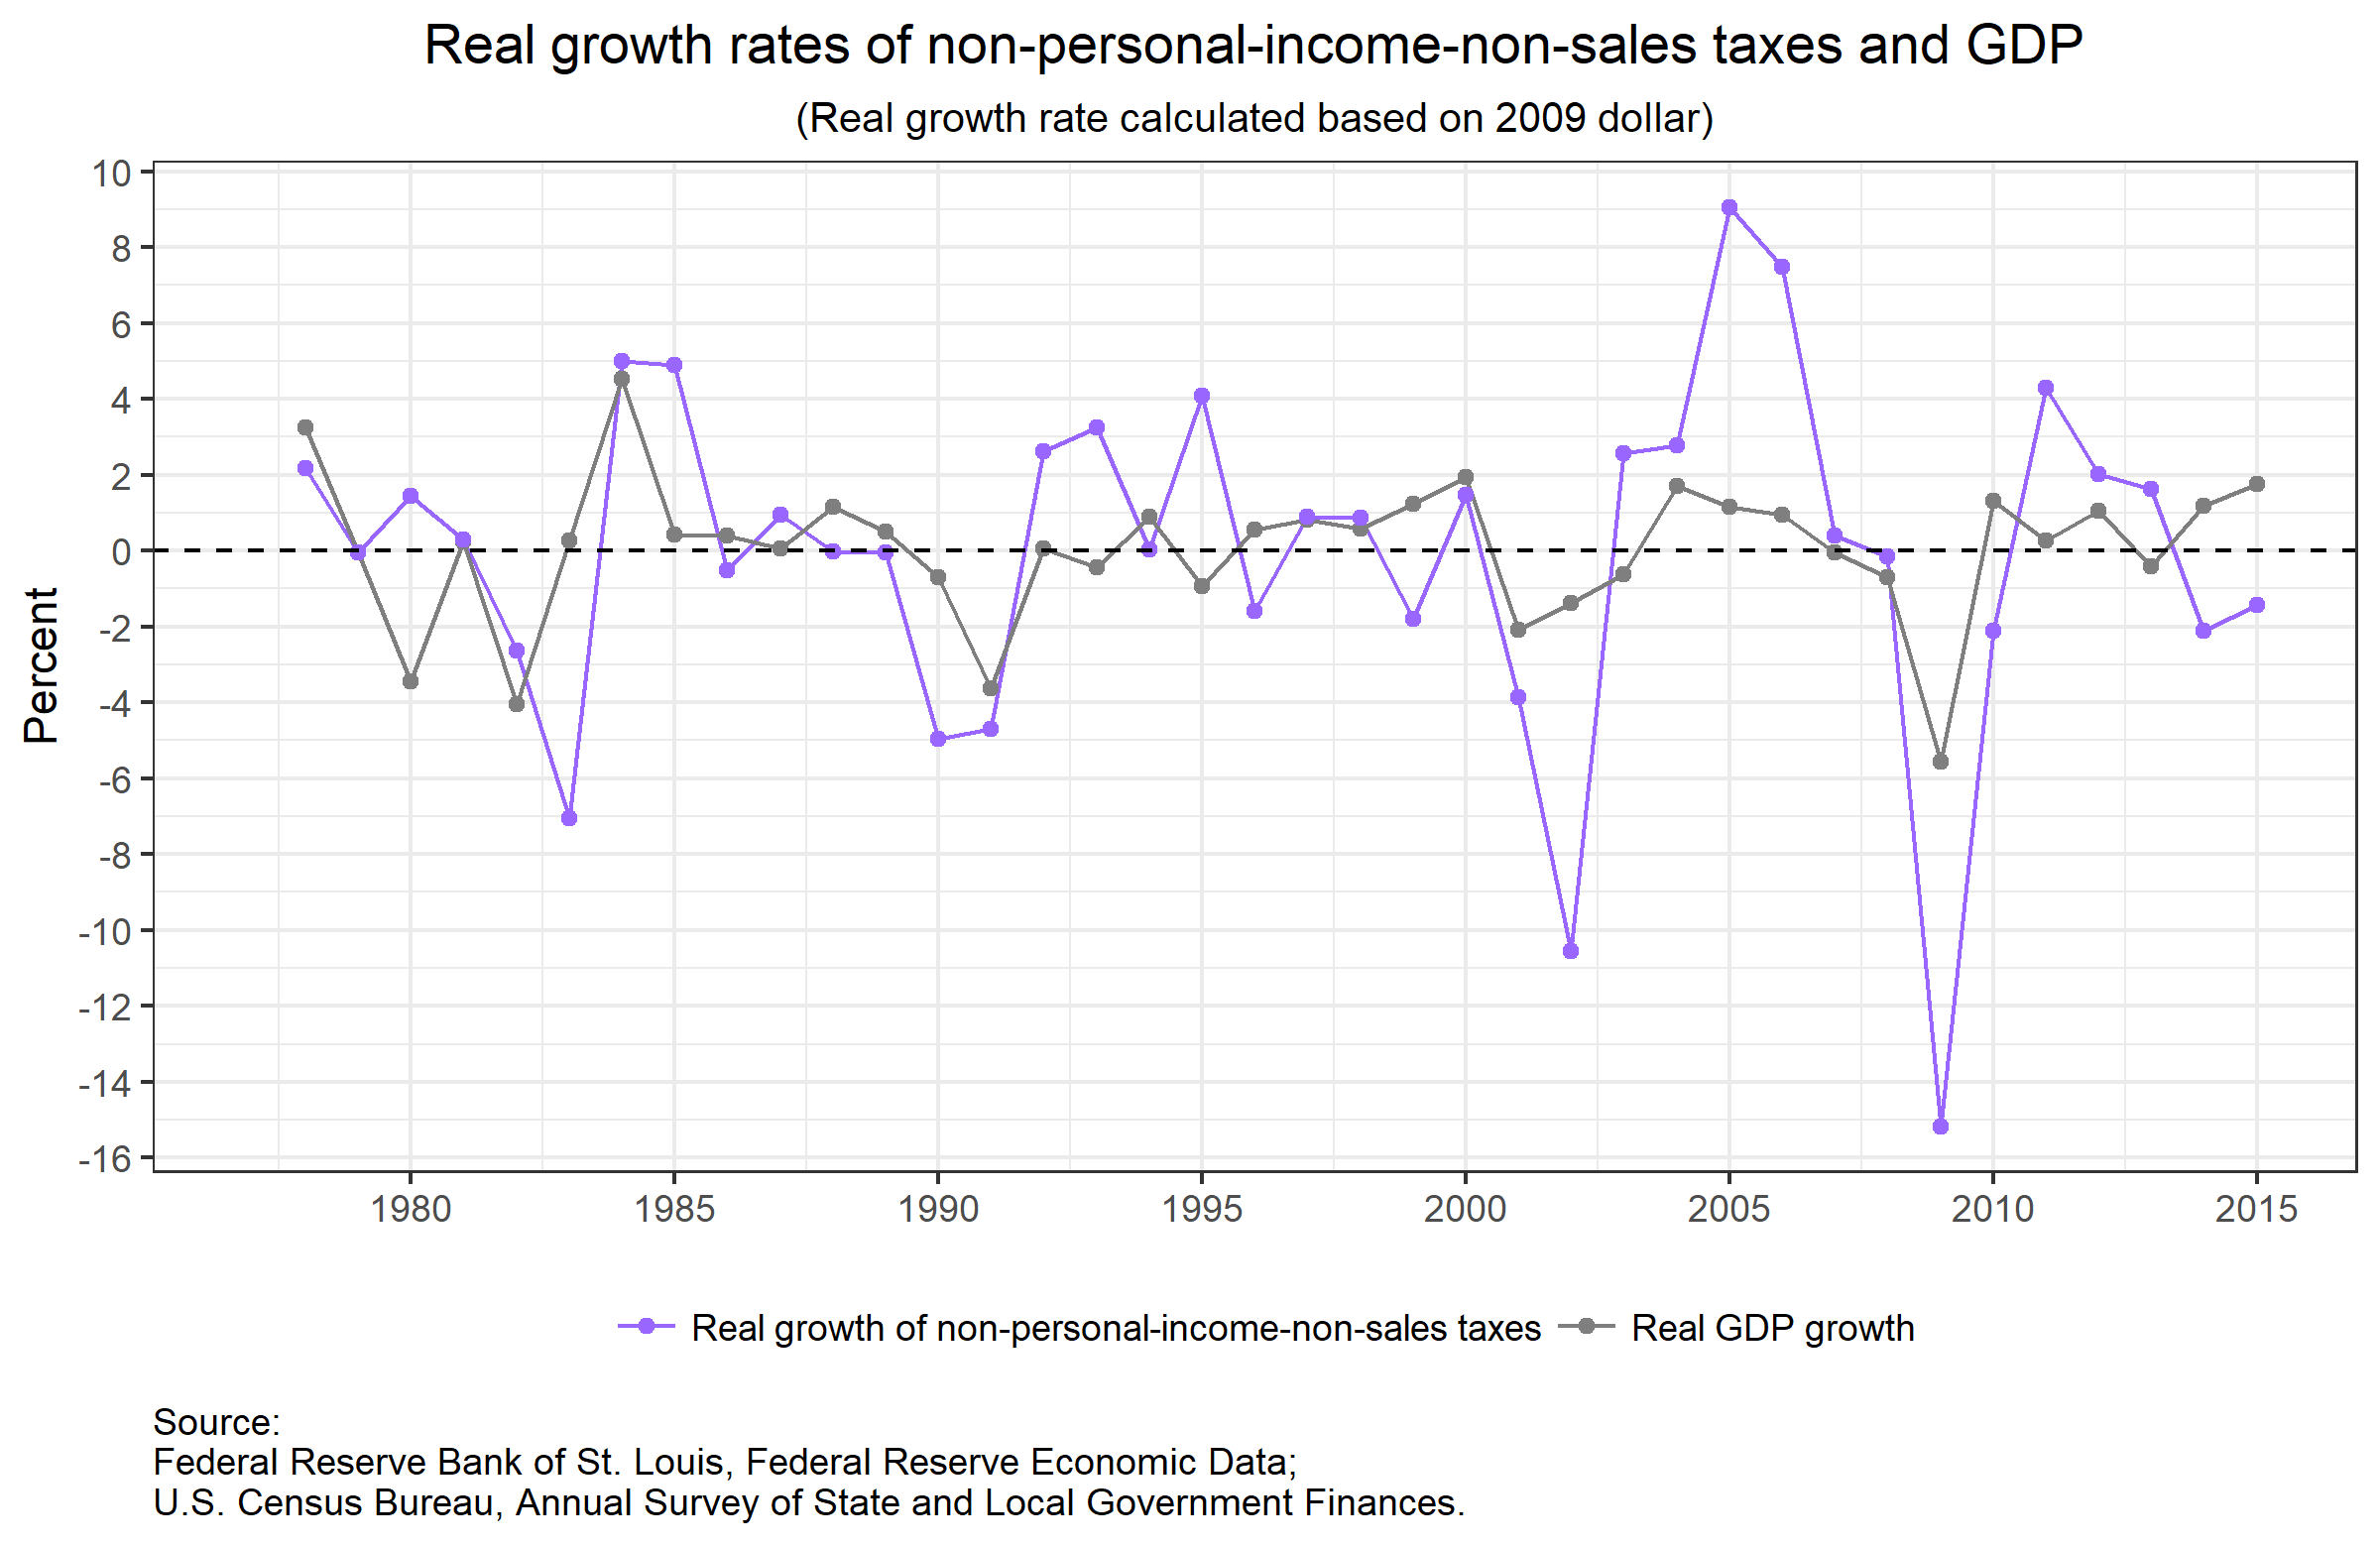 Real growth rates of non-personal-income-non-sales taxes and GDP
(Real growth rate calculated based on 2009 dollar)
Percent
10
8
6
4
2
0
-2
-4
-6
-8
-10
-12
-14
-16
1980 1985 1990 1995 2000 2005 2010 2015
Real growth of non-personal-income-non-sales taxes Real GDP growth
Source:
Federal Reserve Bank of St. Louis, Federal Reserve Economic Data;
U.S. Census Bureau, Annual Survey of State and Local Government Finances.